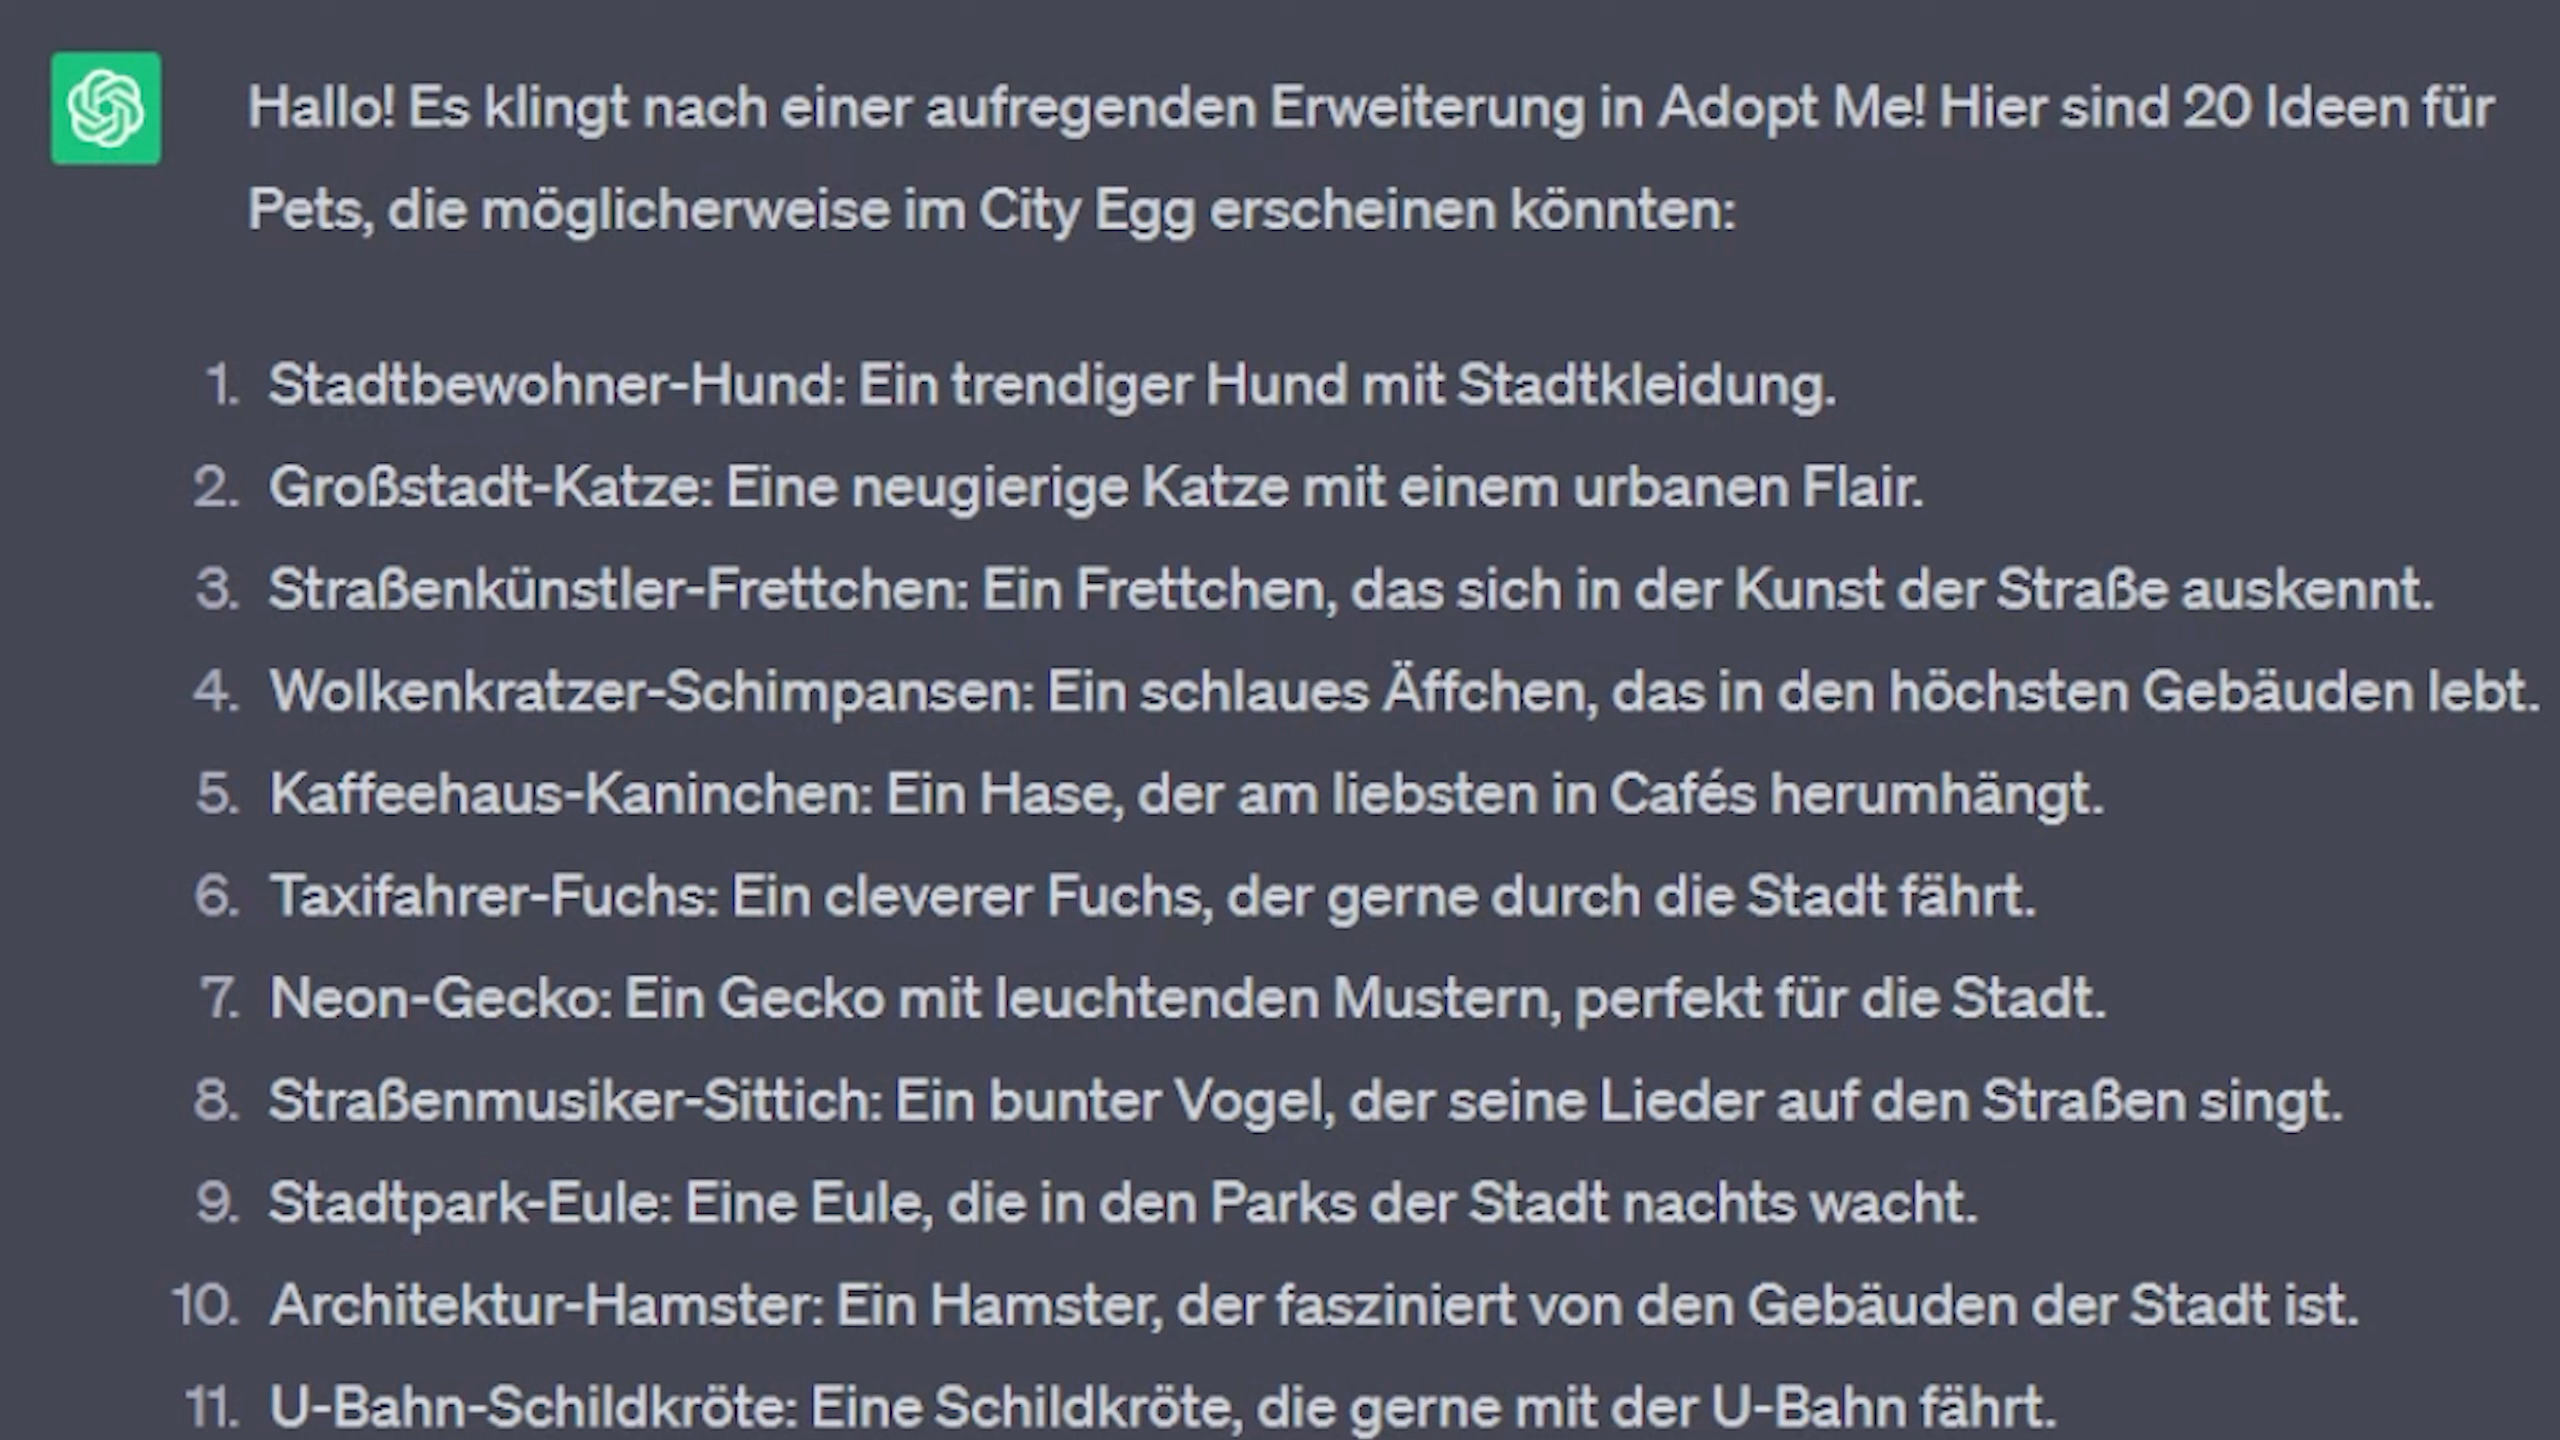 Hallo! Es klingt nach einer aufregenden Erweiterung in Adopt Me! Hier sind 20 Ideen für
Pets, die möglicherweise im City Egg erscheinen könnten:
1. Stadtbewohner-Hund: Ein trendiger Hund mit Stadtkleidung.
2. Großstadt-Katze: Eine neugierige Katze mit einem urbanen Flair.
3. Straßenkünstler-Frettchen: Ein Frettchen, das sich in der Kunst der Straße auskennt.
4. Wolkenkratzer-Schimpansen: Ein schlaues Äffchen, das in den höchsten Gebäuden lebt.
5. Kaffeehaus-Kaninchen: Ein Hase, der am liebsten in Cafés herumhängt.
6. Taxifahrer-Fuchs: Ein cleverer Fuchs, der gerne durch die Stadt fährt.
7. Neon-Gecko: Ein Gecko mit leuchtenden Mustern, perfekt für die Stadt.
8. Straßenmusiker-Sittich: Ein bunter Vogel, der seine Lieder auf den Straßen singt.
9. Stadtpark-Eule: Eine Eule, die in den Parks der Stadt nachts wacht.
10. Architektur-Hamster: Ein Hamster, der fasziniert von den Gebäuden der Stadt ist.
11. U-Bahn-Schildkröte: Eine Schildkröte, die gerne mit der U-Bahn fährt.